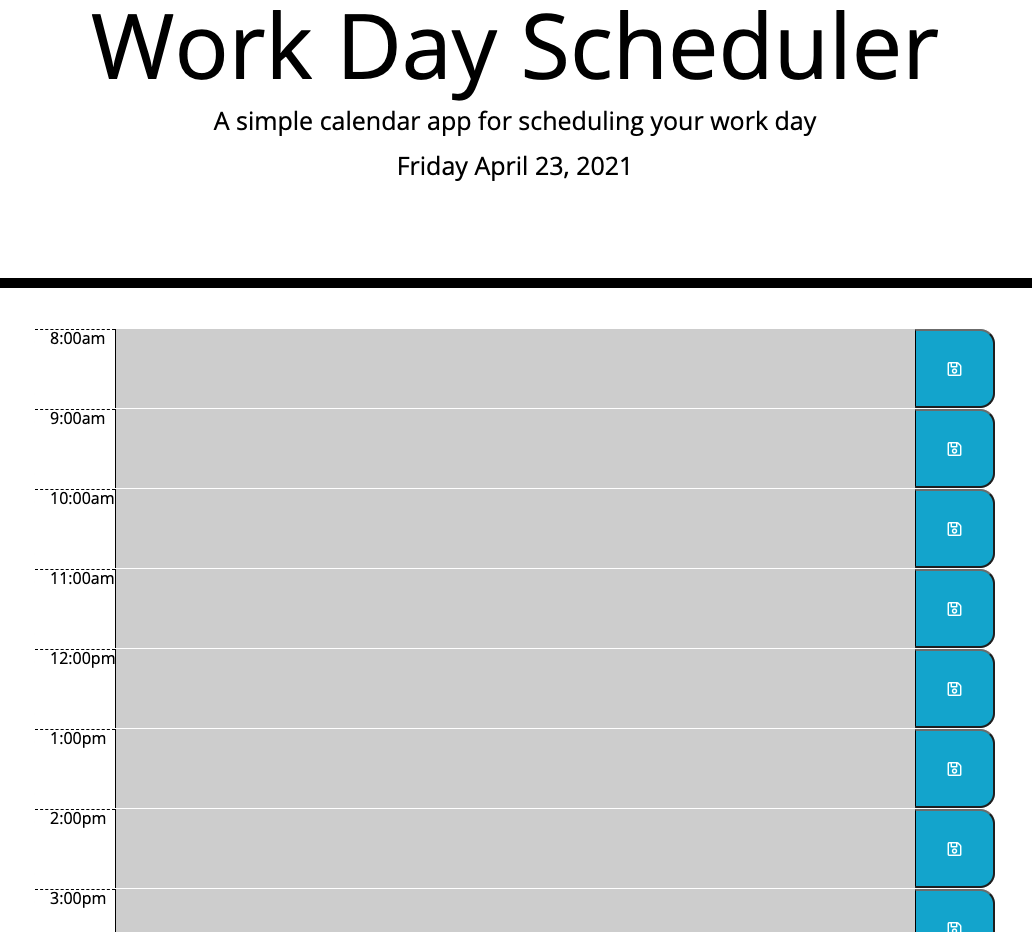 Work Day Scheduler
A simple calendar app for scheduling your work day
Friday April 23, 2021
8:00am
9:00am
10:00am
11:00am
12:00pm
1:00pm
2:00pm
3:00pm